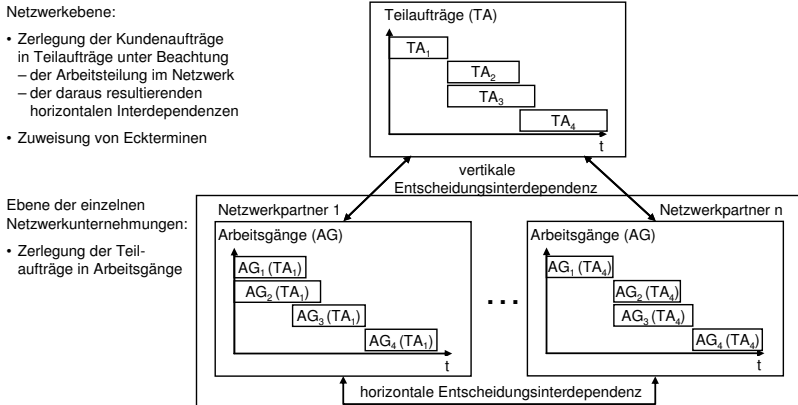 Netzwerkebene:
• Zerlegung der Kundenaufträge
in Teilaufträge unter Beachtung
– der Arbeitsteilung im Netzwerk
– der daraus resultierenden
horizontalen Interdependenzen
• Zuweisung von Eckterminen
Teilaufträge (TA)
TA1
TA2
TA3
TA4
t
vertikale
Entscheidungsinterdependenz
Ebene der einzelnen
Netzwerkunternehmungen:
• Zerlegung der Teil-
aufträge in Arbeitsgänge
Netzwerkpartner 1
Arbeitsgänge (AG)
AG1 (TA1)
AG2 (TA1)
AG3 (TA1)
AG4 (TA1)
t
...
Netzwerkpartner n
Arbeitsgänge (AG)
AG1 (TA4)
AG2 (TA4)
AG3 (TA4)
AG4 (TA4)
t
horizontale Entscheidungsinterdependenz